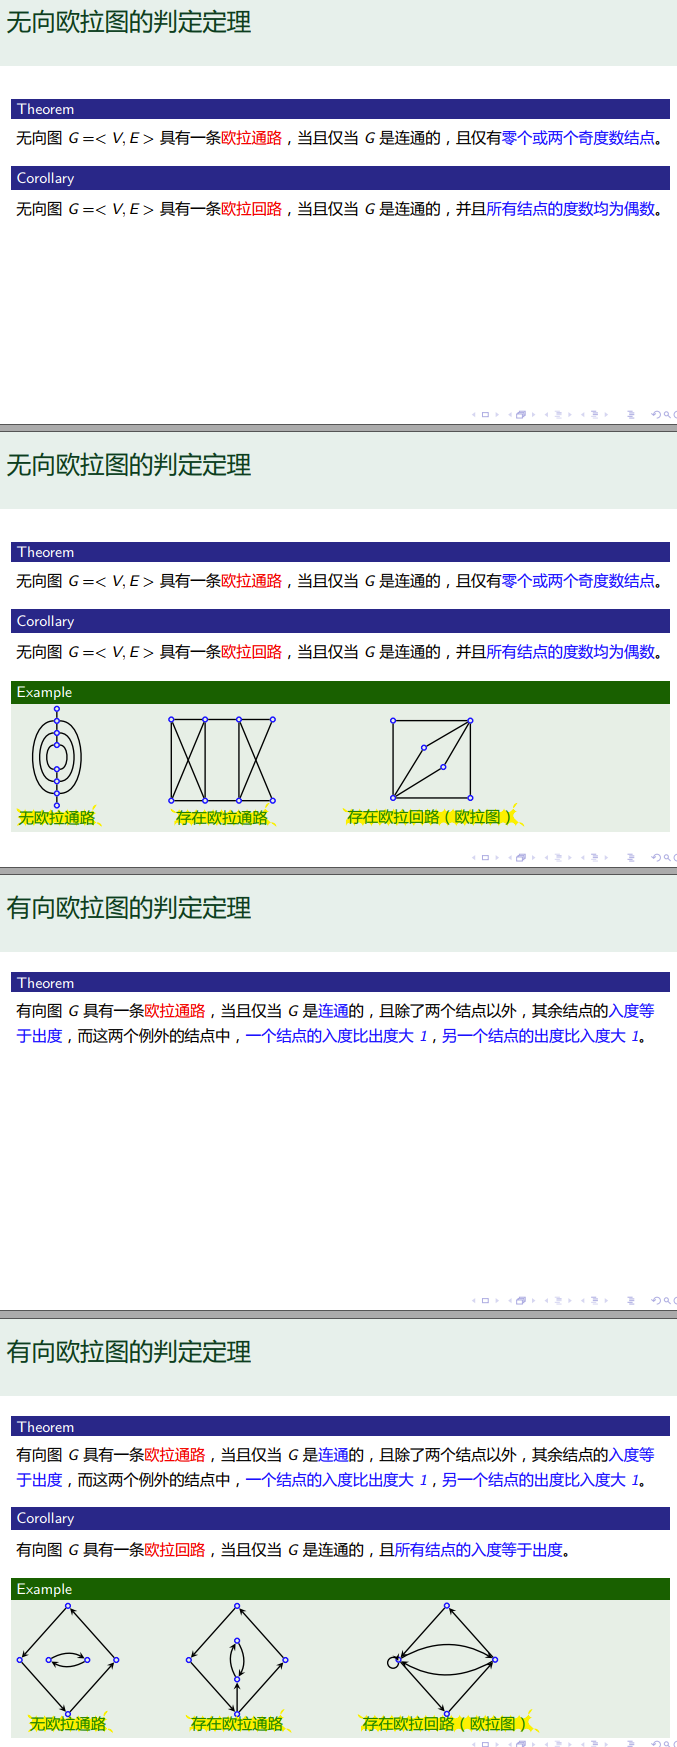 无向欧拉图的判定定理
Theorem
无向图 G =< V, E > 具有一条欧拉通路，当且仅当 G 是连通的，且仅有零个或两个奇度数结点。
Corollary
无向图 G =< V, E > 具有一条欧拉回路，当且仅当 G 是连通的，并且所有结点的度数均为偶数。
无向欧拉图的判定定理
Theorem
无向图 G =< V, E > 具有一条欧拉通路，当且仅当 G 是连通的，且仅有零个或两个奇度数结点。
Corollary
无向图 G =< V, E > 具有一条欧拉回路，当且仅当 G 是连通的，并且所有结点的度数均为偶数。
Example
无欧拉通路 存在欧拉通路 存在欧拉回路（欧拉图）
有向欧拉图的判定定理
Theorem
有向图 G 具有一条欧拉通路，当且仅当 G 是连通的，且除了两个结点以外，其余结点的入度等
于出度，而这两个例外的结点中，一个结点的入度比出度大 1，另一个结点的出度比入度大 1。
有向欧拉图的判定定理
Theorem
有向图 G 具有一条欧拉通路，当且仅当 G 是连通的，且除了两个结点以外，其余结点的入度等
于出度，而这两个例外的结点中，一个结点的入度比出度大 1，另一个结点的出度比入度大 1。
Corollary
有向图 G 具有一条欧拉回路，当且仅当 G 是连通的，且所有结点的入度等于出度。
Example
无欧拉通路 存在欧拉通路 存在欧拉回路（欧拉图）